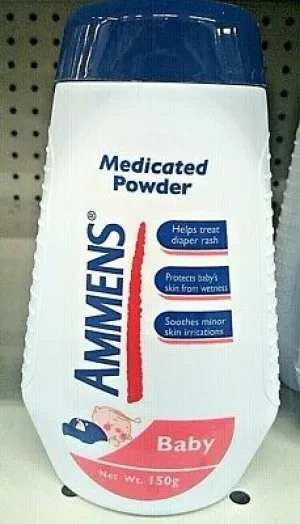 Medicated
Powder
AMMENS®
Helps treat
diaper rash
Protects baby's
skin from wetness
Soothes minor
skin irritations
Baby
Net Wt. 150g